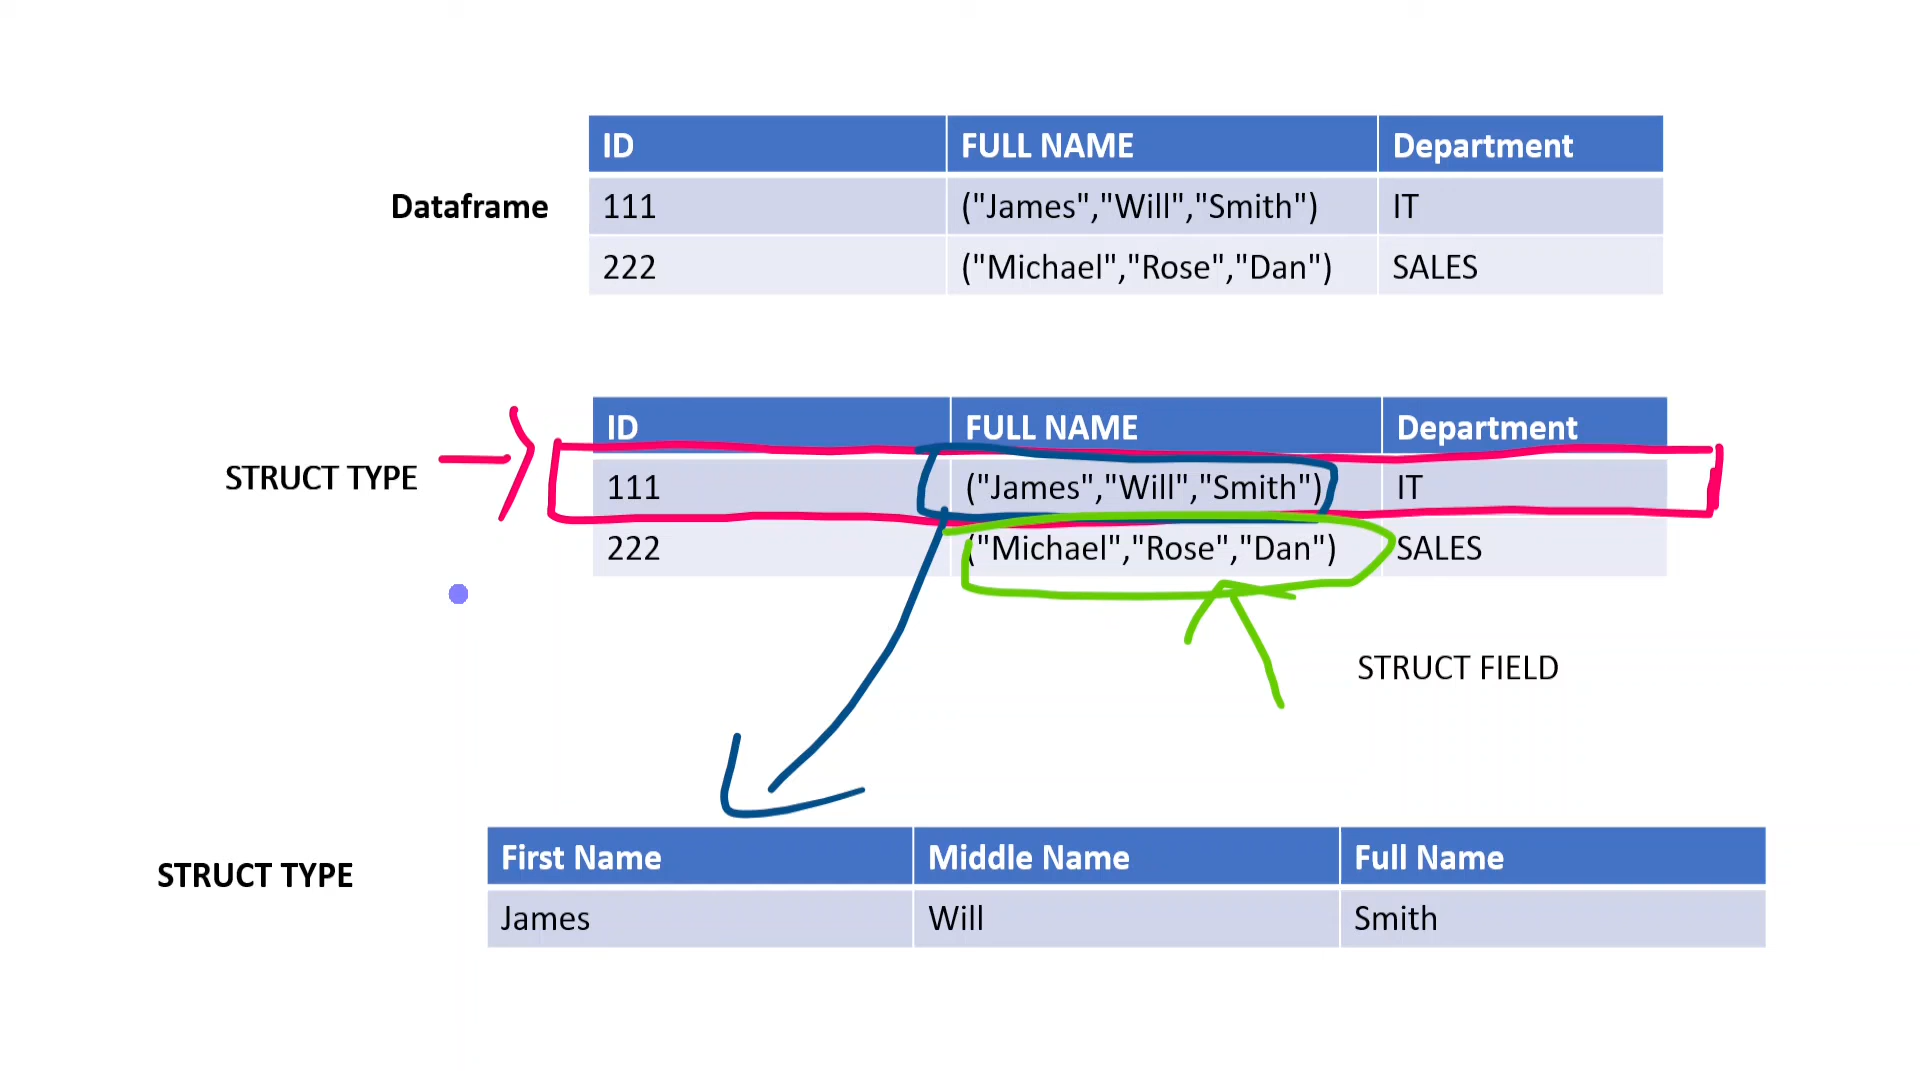 ID FULL NAME Department
Dataframe 111 ("James","Will","Smith") IT
222 ("Michael","Rose","Dan") SALES
ID FULL NAME Department
STRUCT TYPE 111 ("James","Will","Smith") IT
222 ("Michael","Rose","Dan") SALES
STRUCT FIELD
First Name Middle Name Full Name
STRUCT TYPE
James Will Smith